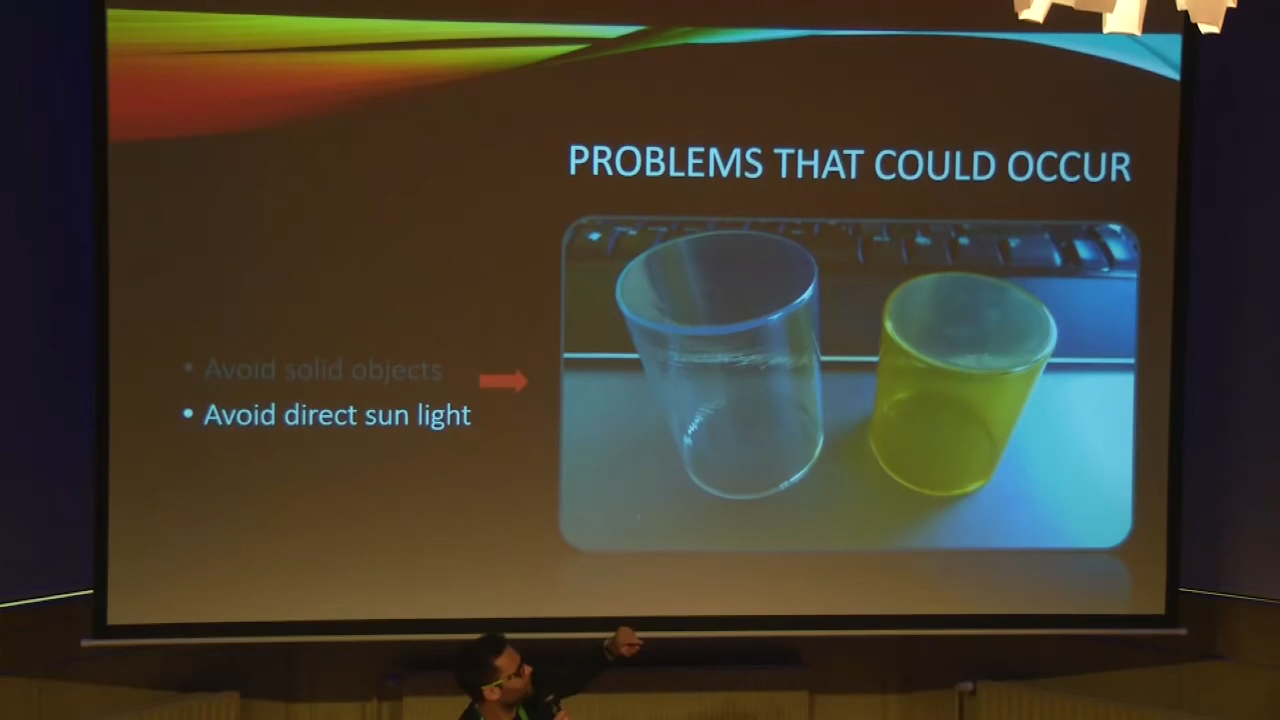 PROBLEMS THAT COULD OCCUR
• Avoid solid objects
• Avoid direct sun light